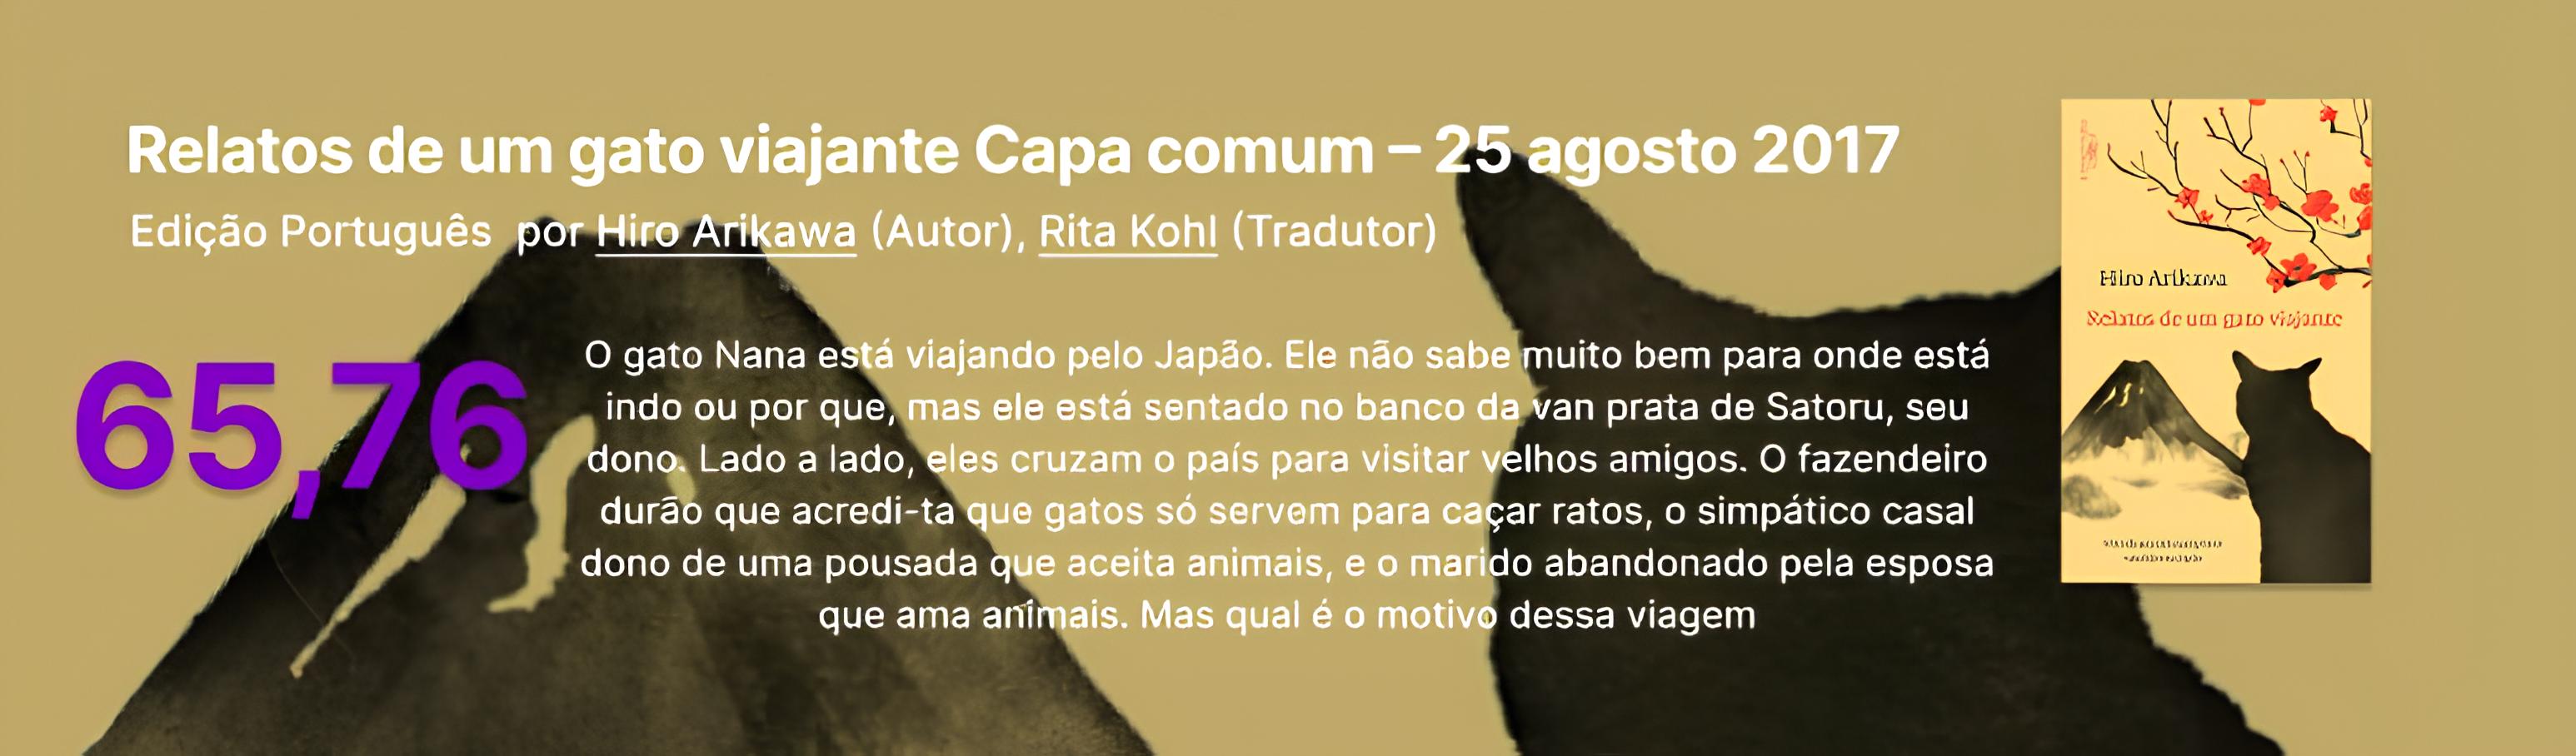 Relatos de um gato viajante Capa comum – 25 agosto 2017
Edição Português por Hiro Arikawa (Autor), Rita Kohl (Tradutor)
65,76
O gato Nana está viajando pelo Japão. Ele não sabe muito bem para onde está
indo ou por que, mas ele está sentado no banco da van prata de Satoru, seu
dono. Lado a lado, eles cruzam o país para visitar velhos amigos. O fazendeiro
durão que acredi-ta que gatos só servem para caçar ratos, o simpático casal
dono de uma pousada que aceita animais, e o marido abandonado pela esposa
que ama animais. Mas qual é o motivo dessa viagem
Hiro Arikawa
Relatos de um gato viajante